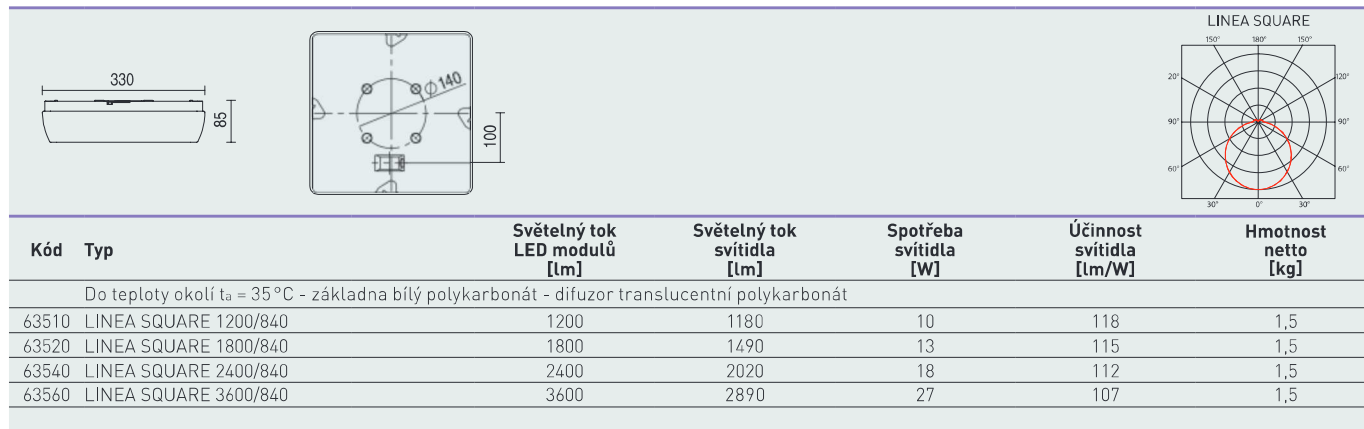 LINEA SQUARE
150° 180° 150°
20° 120°
90° 90°
60° 60°
30° 0° 30°
330
85
Ø140
100
Kód Typ Světelný tok LED modulů [lm] Světelný tok svítidla [lm] Spotřeba svítidla [W] Účinnost svítidla [lm/W] Hmotnost netto [kg]
Do teploty okolí ta = 35°C - základna bílý polykarbonát - difuzor translucentní polykarbonát
63510 LINEA SQUARE 1200/840 1200 1180 10 118 1,5
63520 LINEA SQUARE 1800/840 1800 1490 13 115 1,5
63540 LINEA SQUARE 2400/840 2400 2020 18 112 1,5
63560 LINEA SQUARE 3600/840 3600 2890 27 107 1,5